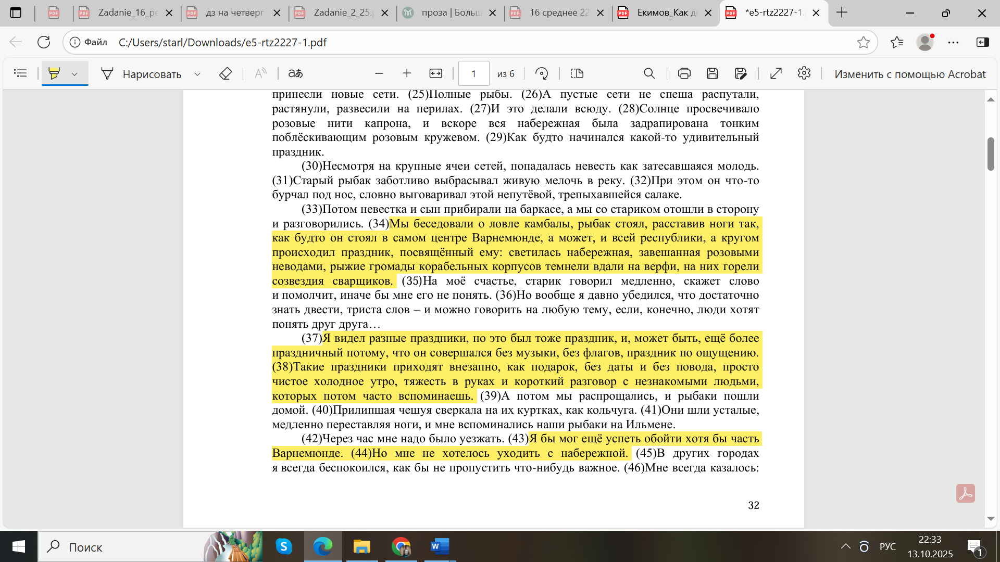 Zadanie_16_ре
дз на четверг
Zadanie_2_25.
проза | Больш
16 среднее 22
Екимов_Как д
*e5-rtz2227-1.
Файл C:/Users/starl/Downloads/e5-rtz2227-1.pdf
Нарисовать
1 из 6
Изменить с помощью Acrobat
принесли новые сети. (25)Полные рыбы. (26)А пустые сети не спеша распутали,
растянули, развесили на перилах. (27)И это делали всюду. (28)Солнце просвечивало
розовые нити капрона, и вскоре вся набережная была задрапирована тонким
поблёскивающим розовым кружевом. (29)Как будто начинался какой-то удивительный
праздник.
(30)Несмотря на крупные ячеи сетей, попадалась невесть как затесавшаяся молодь.
(31)Старый рыбак заботливо выбрасывал живую мелочь в реку. (32)При этом он что-то
бурчал под нос, словно выговаривал этой непутёвой, трепыхавшейся салаке.
(33)Потом невестка и сын прибирали на баркасе, а мы со стариком отошли в сторону
и разговорились. (34)Мы беседовали о ловле камбалы, рыбак стоял, расставив ноги так,
как будто он стоял в самом центре Варнемюнде, а может, и всей республики, а кругом
происходил праздник, посвящённый ему: светилась набережная, завешанная розовыми
неводами, рыжие громады корабельных корпусов темнели вдали на верфи, на них горели
созвездия сварщиков. (35)На моё счастье, старик говорил медленно, скажет слово
и помолчит, иначе бы мне его не понять. (36)Но вообще я давно убедился, что достаточно
знать двести, триста слов – и можно говорить на любую тему, если, конечно, люди хотят
понять друг друга…
(37)Я видел разные праздники, но это был тоже праздник, и, может быть, ещё более
праздничный потому, что он совершался без музыки, без флагов, праздник по ощущению.
(38)Такие праздники приходят внезапно, как подарок, без даты и без повода, просто
чистое холодное утро, тяжесть в руках и короткий разговор с незнакомыми людьми,
которых потом часто вспоминаешь. (39)А потом мы распрощались, и рыбаки пошли
домой. (40)Прилипшая чешуя сверкала на их куртках, как кольчуга. (41)Они шли усталые,
медленно переставляя ноги, и мне вспоминались наши рыбаки на Ильмене.
(42)Через час мне надо было уезжать. (43)Я бы мог ещё успеть обойти хотя бы часть
Варнемюнде. (44)Но мне не хотелось уходить с набережной. (45)В других городах
я всегда беспокоился, как бы не пропустить что-нибудь важное. (46)Мне всегда казалось:
32
Поиск
РУС
22:33
13.10.2025
1